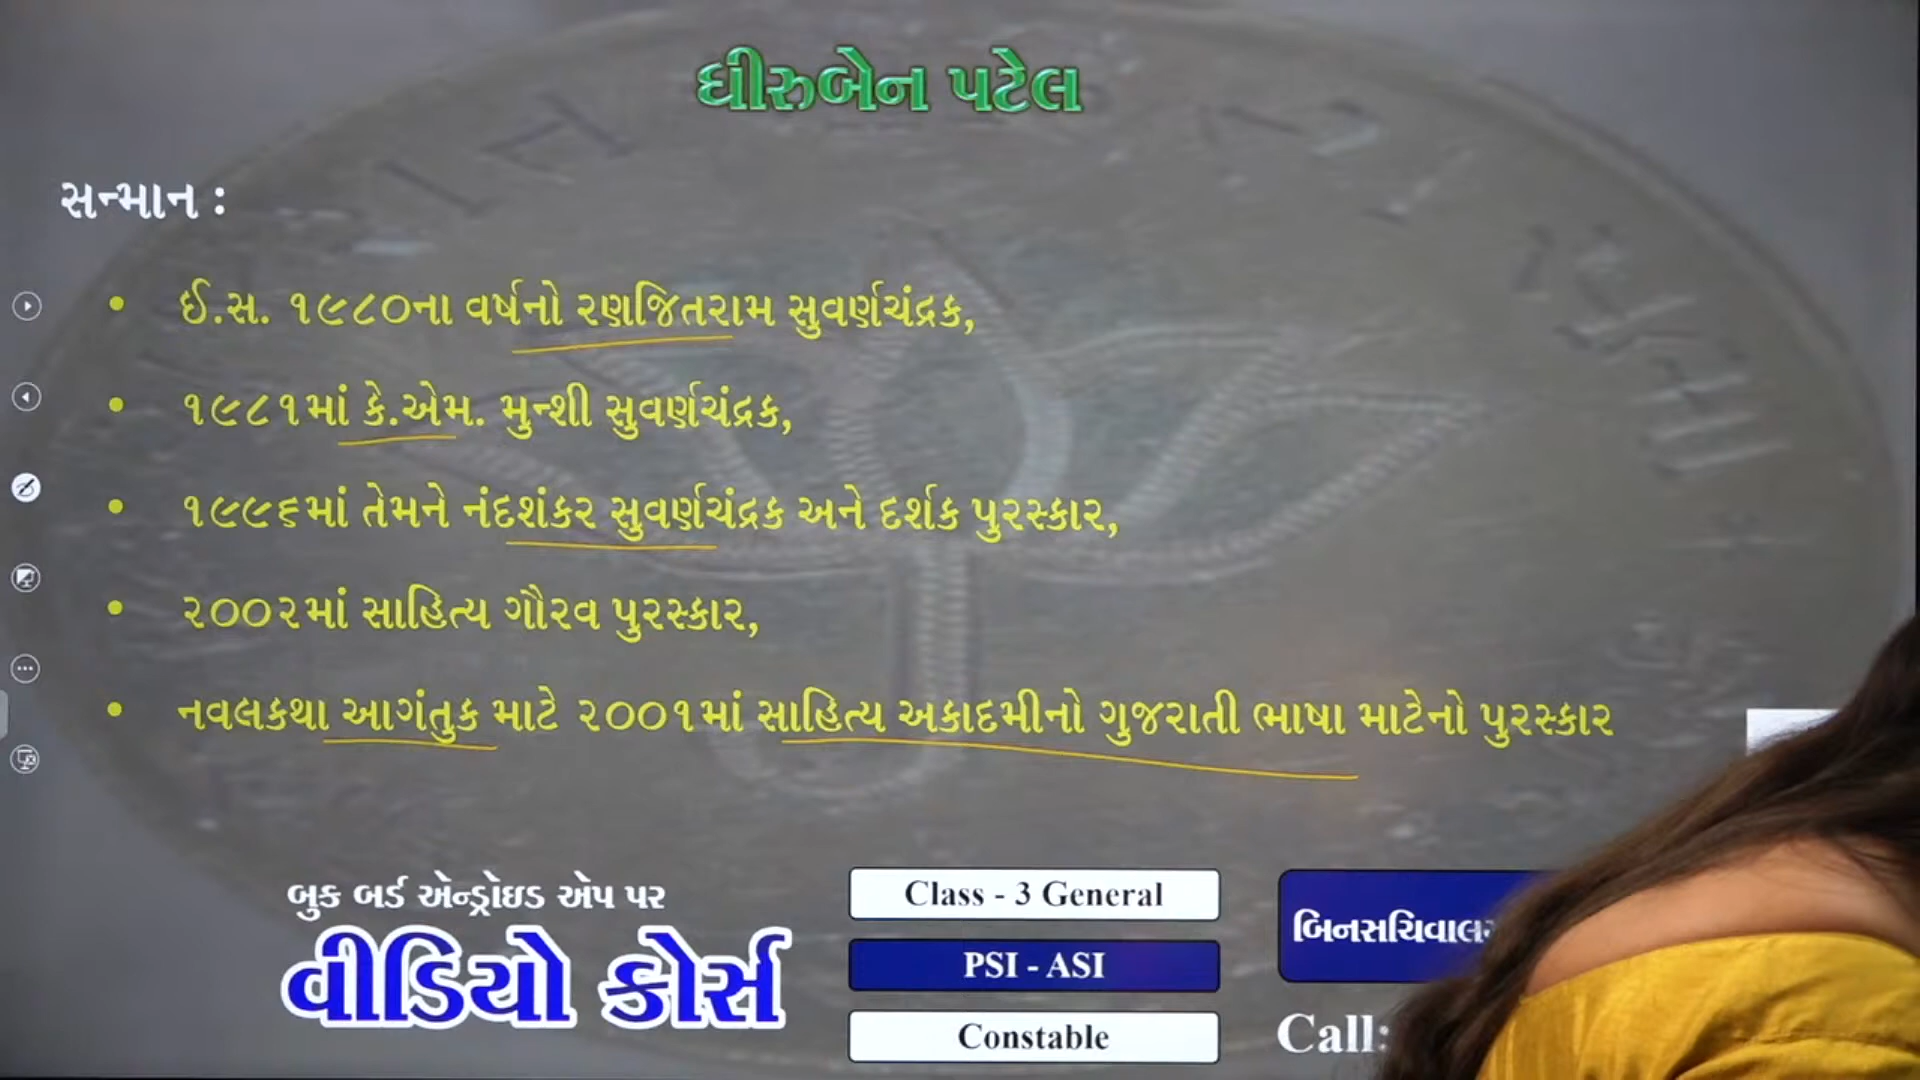 ધીરુબેન પટેલ
સન્માન :
• ઈ.સ. ૧૯૮૦ના વર્ષનો રણજિતરામ સુવર્ણચંદ્રક,
• ૧૯૮૧માં કે.એમ. મુન્શી સુવર્ણચંદ્રક,
• ૧૯૯૬માં તેમને નંદશંકર સુવર્ણચંદ્રક અને દર્શક પુરસ્કાર,
• ૨૦૦૨માં સાહિત્ય ગૌરવ પુરસ્કાર,
• નવલકથા આગંતુક માટે ૨૦૦૧માં સાહિત્ય અકાદમીનો ગુજરાતી ભાષા માટેનો પુરસ્કાર
બુક બર્ડ એન્ડ્રોઇડ એપ પર
વીડિયો કોર્સ
Class - 3 General
PSI - ASI
Constable
Call: